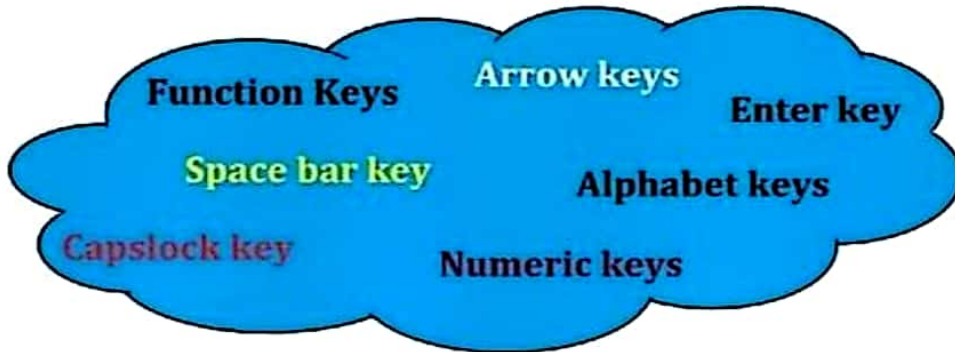 Arrow keys
Function Keys
Enter key
Space bar key
Alphabet keys
Capslock key
Numeric keys